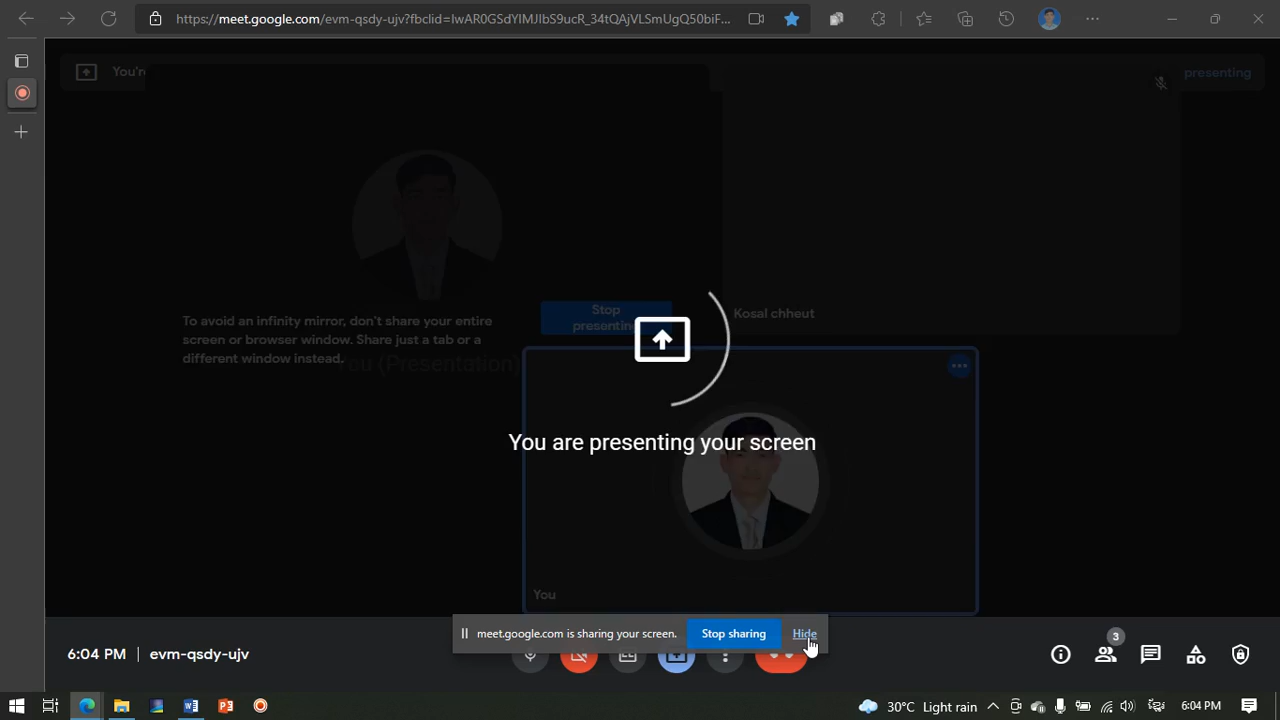 https://meet.google.com/evm-qsdy-ujv?fbclid=IwAR0GSdYlMJlbS9ucR_34tQAjVLSmUgQ50biF...
You're
presenting
To avoid an infinity mirror, don't share your entire
screen or browser window. Share just a tab or a
different window instead.
Stop
presenting
You (Presentation)
Kosal chheut
You are presenting your screen
You
meet.google.com is sharing your screen.
Stop sharing
Hide
6:04 PM
evm-qsdy-ujv
3
30°C Light rain
6:04 PM